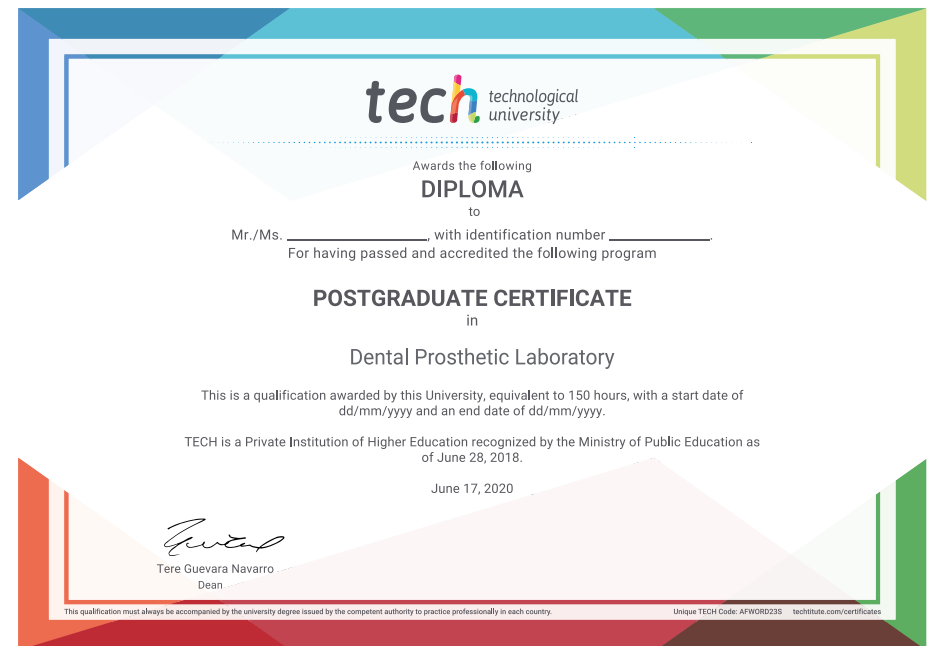 tech technological
university
Awards the following
DIPLOMA
to
Mr./Ms. ____________________, with identification number ______________.
For having passed and accredited the following program
POSTGRADUATE CERTIFICATE
in
Dental Prosthetic Laboratory
This is a qualification awarded by this University, equivalent to 150 hours, with a start date of
dd/mm/yyyy and an end date of dd/mm/yyyy.
TECH is a Private Institution of Higher Education recognized by the Ministry of Public Education as
of June 28, 2018.
June 17, 2020
Tere Guevara Navarro
Dean
This qualification must always be accompanied by the university degree issued by the competent authority to practice professionally in each country.
Unique TECH Code: AFWORD23S techtitute.com/certificates